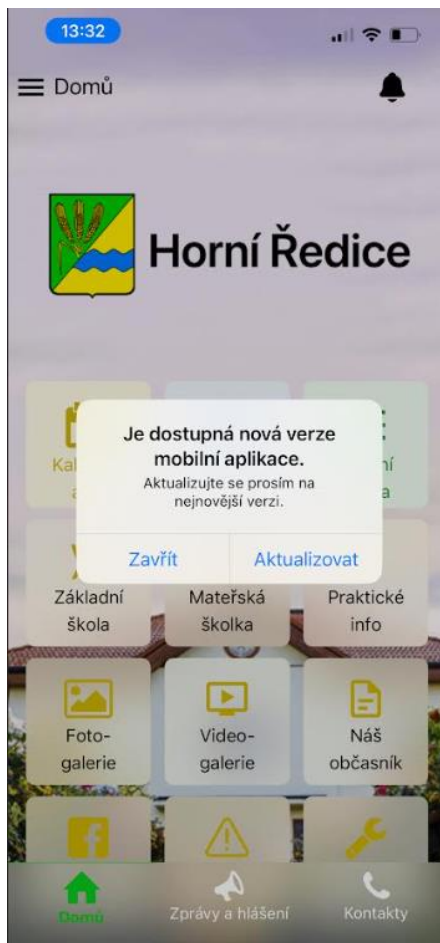 13:32
Domů
Horní Ředice
Je dostupná nová verze
mobilní aplikace.
Aktualizujte se prosím na
nejnovější verzi.
Zavřít
Aktualizovat
Základní
škola
Mateřská
školka
Praktické
info
Foto-
galerie
Video-
galerie
Náš
občasník
Domů
Zprávy a hlášení
Kontakty